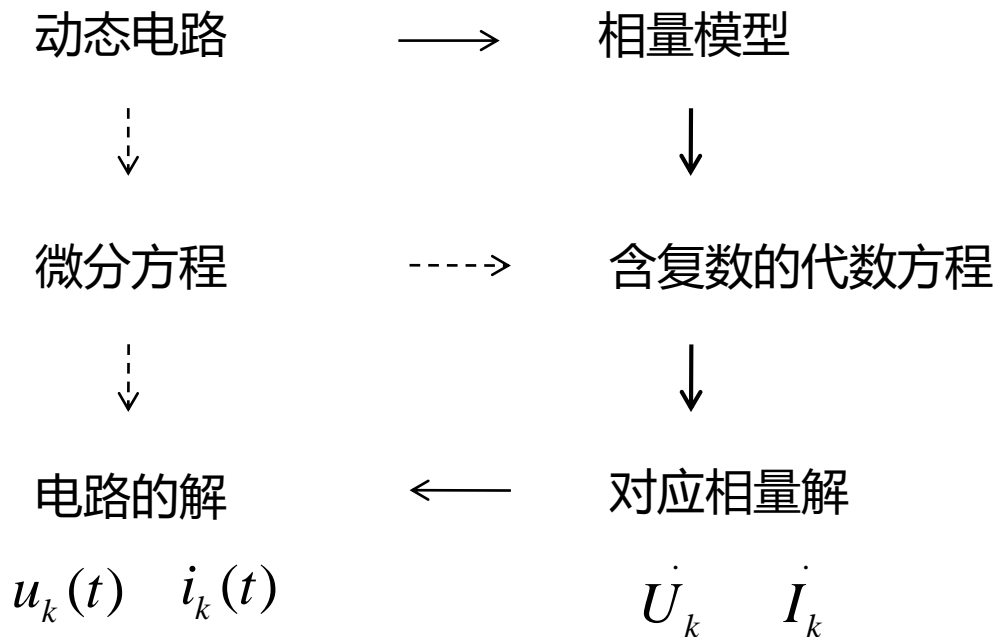 动态电路 相量模型
微分方程 含复数的代数方程
电路的解 对应相量解
u_k(t) i_k(t) U̇_k İ_k